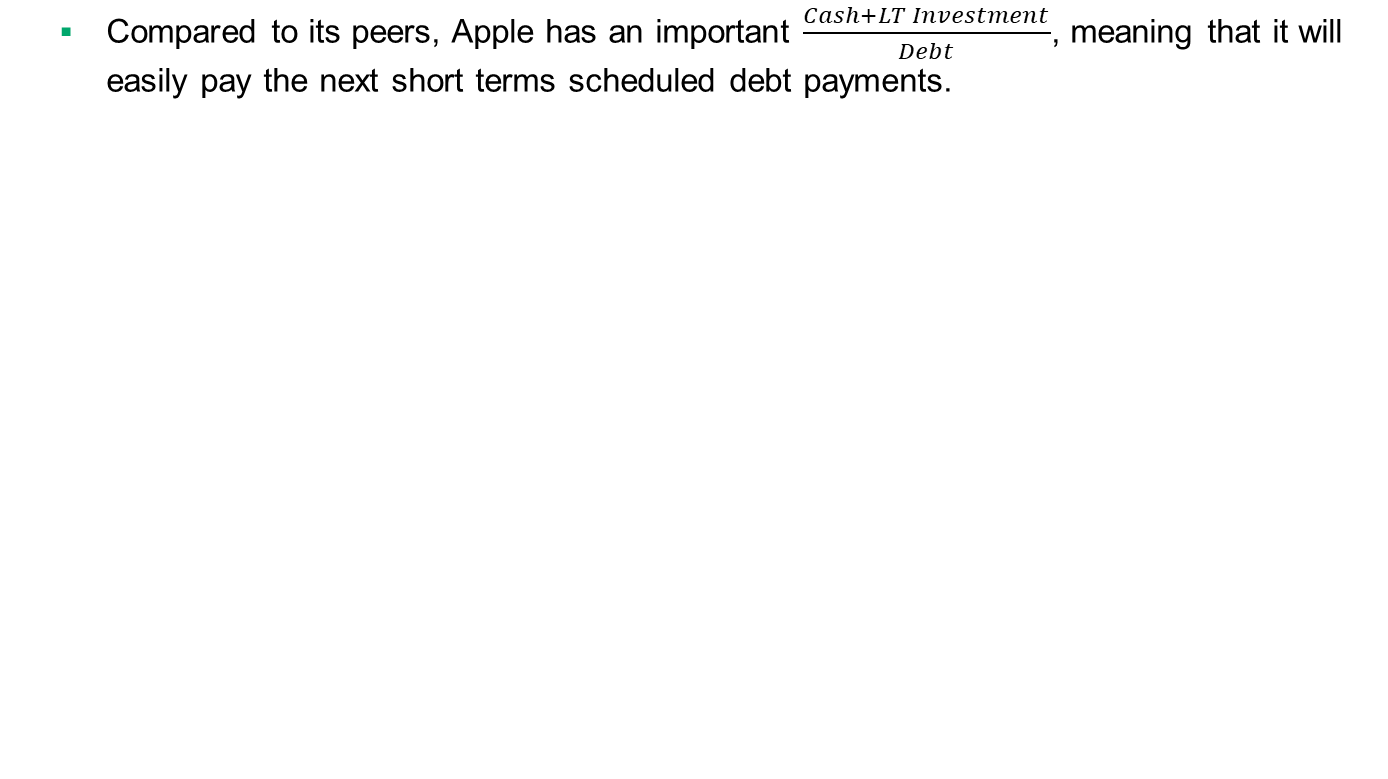 ▪ Compared to its peers, Apple has an important \frac{Cash+LT Investment}{Debt}, meaning that it will
easily pay the next short terms scheduled debt payments.